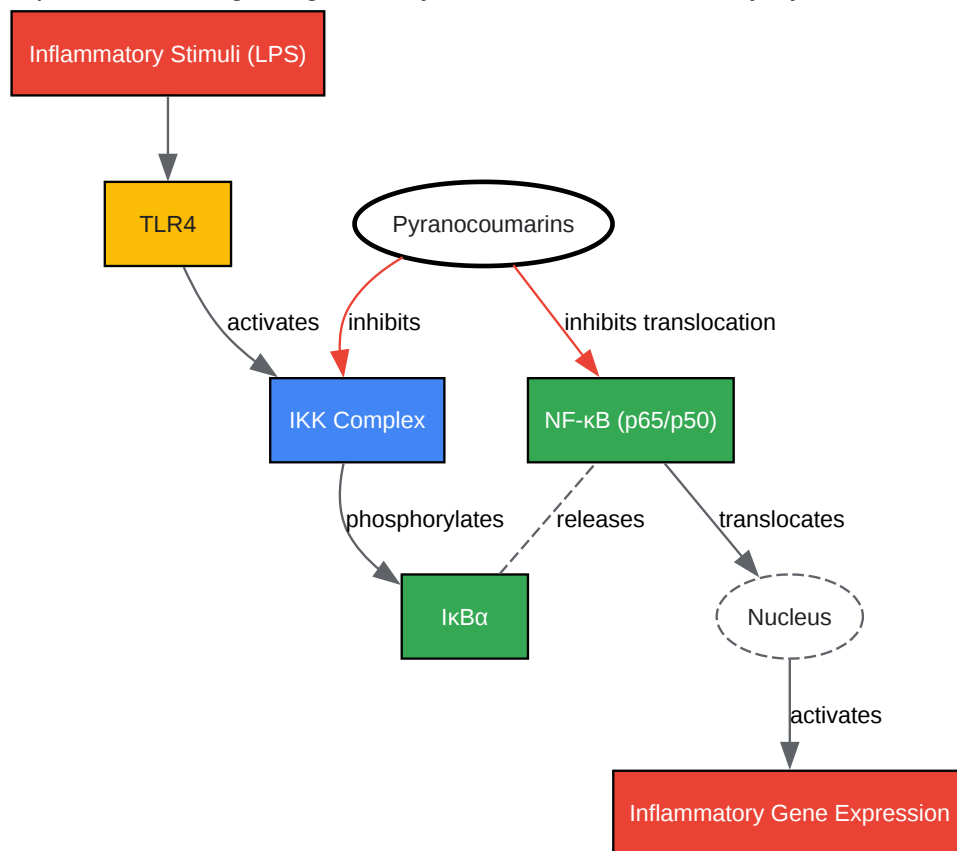 Inflammatory Stimuli (LPS)
TLR4
Pyranocoumarins
activates
inhibits
inhibits translocation
IKK Complex
NF-κB (p65/p50)
phosphorylates
releases
translocates
IκBα
Nucleus
activates
Inflammatory Gene Expression